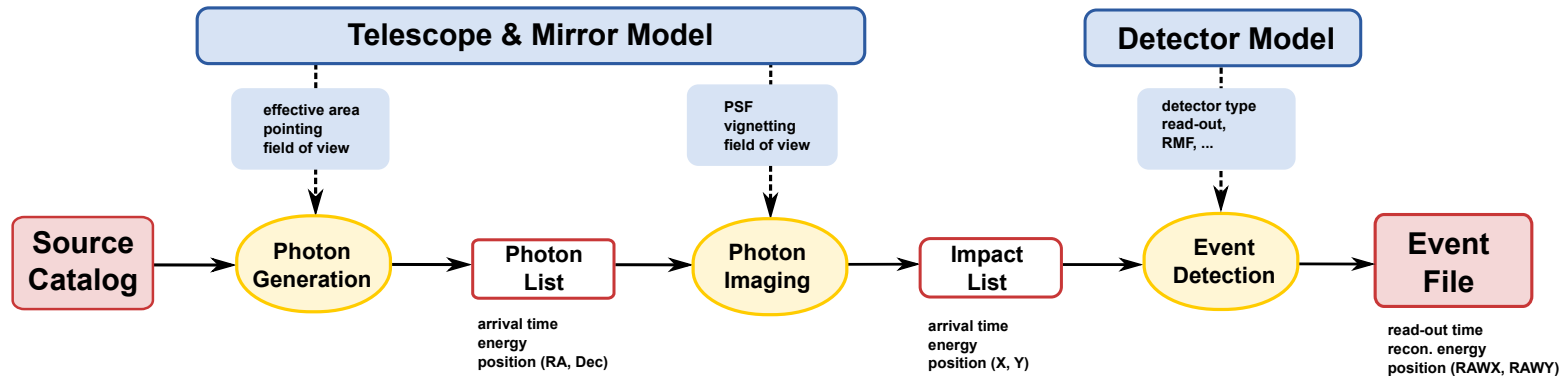 Telescope & Mirror Model
Detector Model
effective area
pointing
field of view
PSF
vignetting
field of view
detector type
read-out,
RMF, ...
Source
Catalog
Photon
Generation
Photon
List
Photon
Imaging
Impact
List
Event
Detection
Event
File
arrival time
energy
position (RA, Dec)
arrival time
energy
position (X, Y)
read-out time
recon. energy
position (RAWX, RAWY)